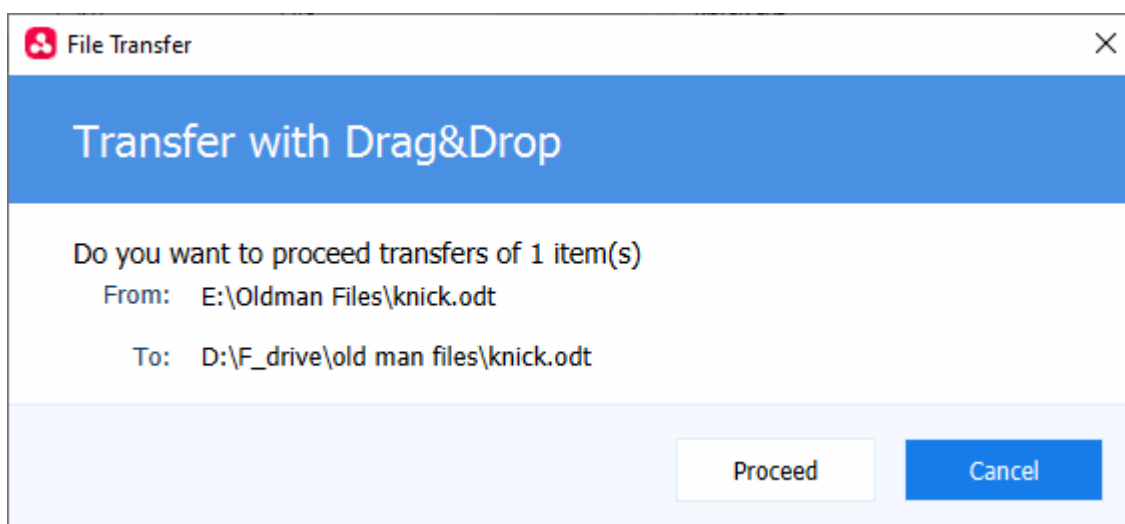 File Transfer
Transfer with Drag&Drop
Do you want to proceed transfers of 1 item(s)
From: E:\Oldman Files\knick.odt
To: D:\F_drive\old man files\knick.odt
Proceed Cancel